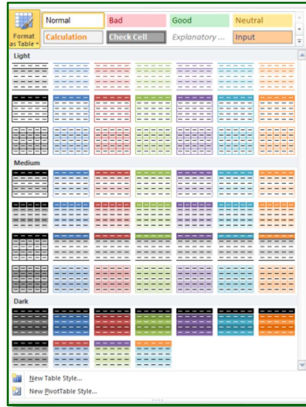 Normal Bad Good Neutral
Format as Table Calculation Check Cell Explanatory ... Input
Light
Medium
Dark
New Table Style...
New PivotTable Style...